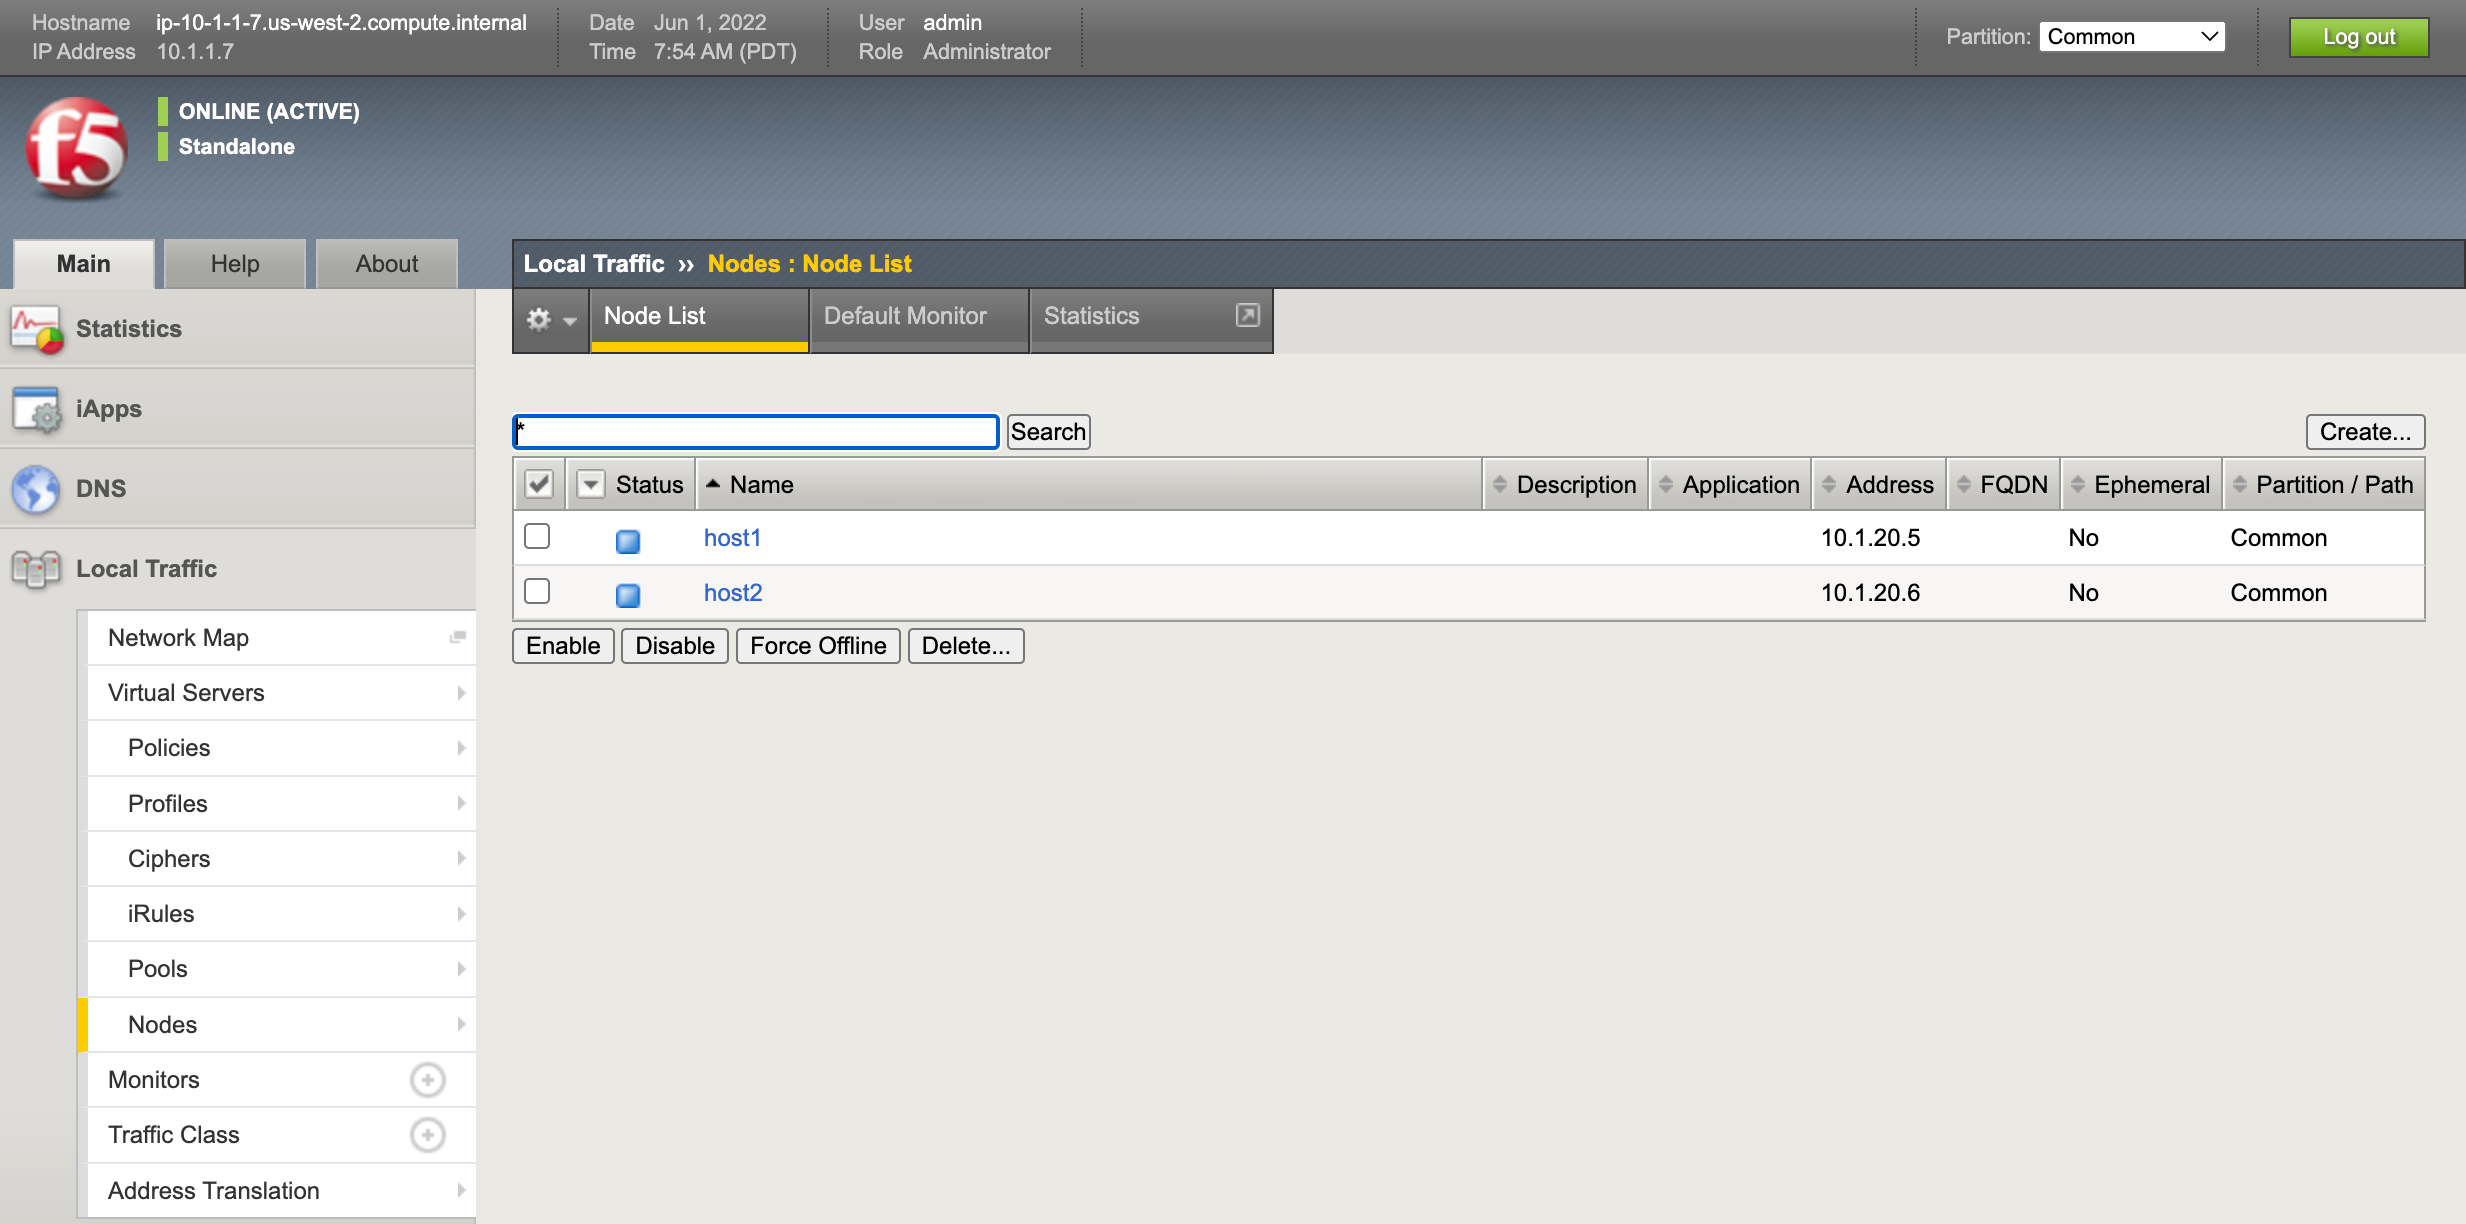 Hostname ip-10-1-1-7.us-west-2.compute.internal Date Jun 1, 2022 User admin
IP Address 10.1.1.7 Time 7:54 AM (PDT) Role Administrator
Partition: Common Log out
f5
ONLINE (ACTIVE)
Standalone
Main Help About
Local Traffic ›› Nodes : Node List
Node List Default Monitor Statistics
Statistics
iApps
DNS
Local Traffic
Network Map
Virtual Servers
Policies
Profiles
Ciphers
iRules
Pools
Nodes
Monitors
Traffic Class
Address Translation
* Search Create...
Status Name Description Application Address FQDN Ephemeral Partition / Path
host1 10.1.20.5 No Common
host2 10.1.20.6 No Common
Enable Disable Force Offline Delete...